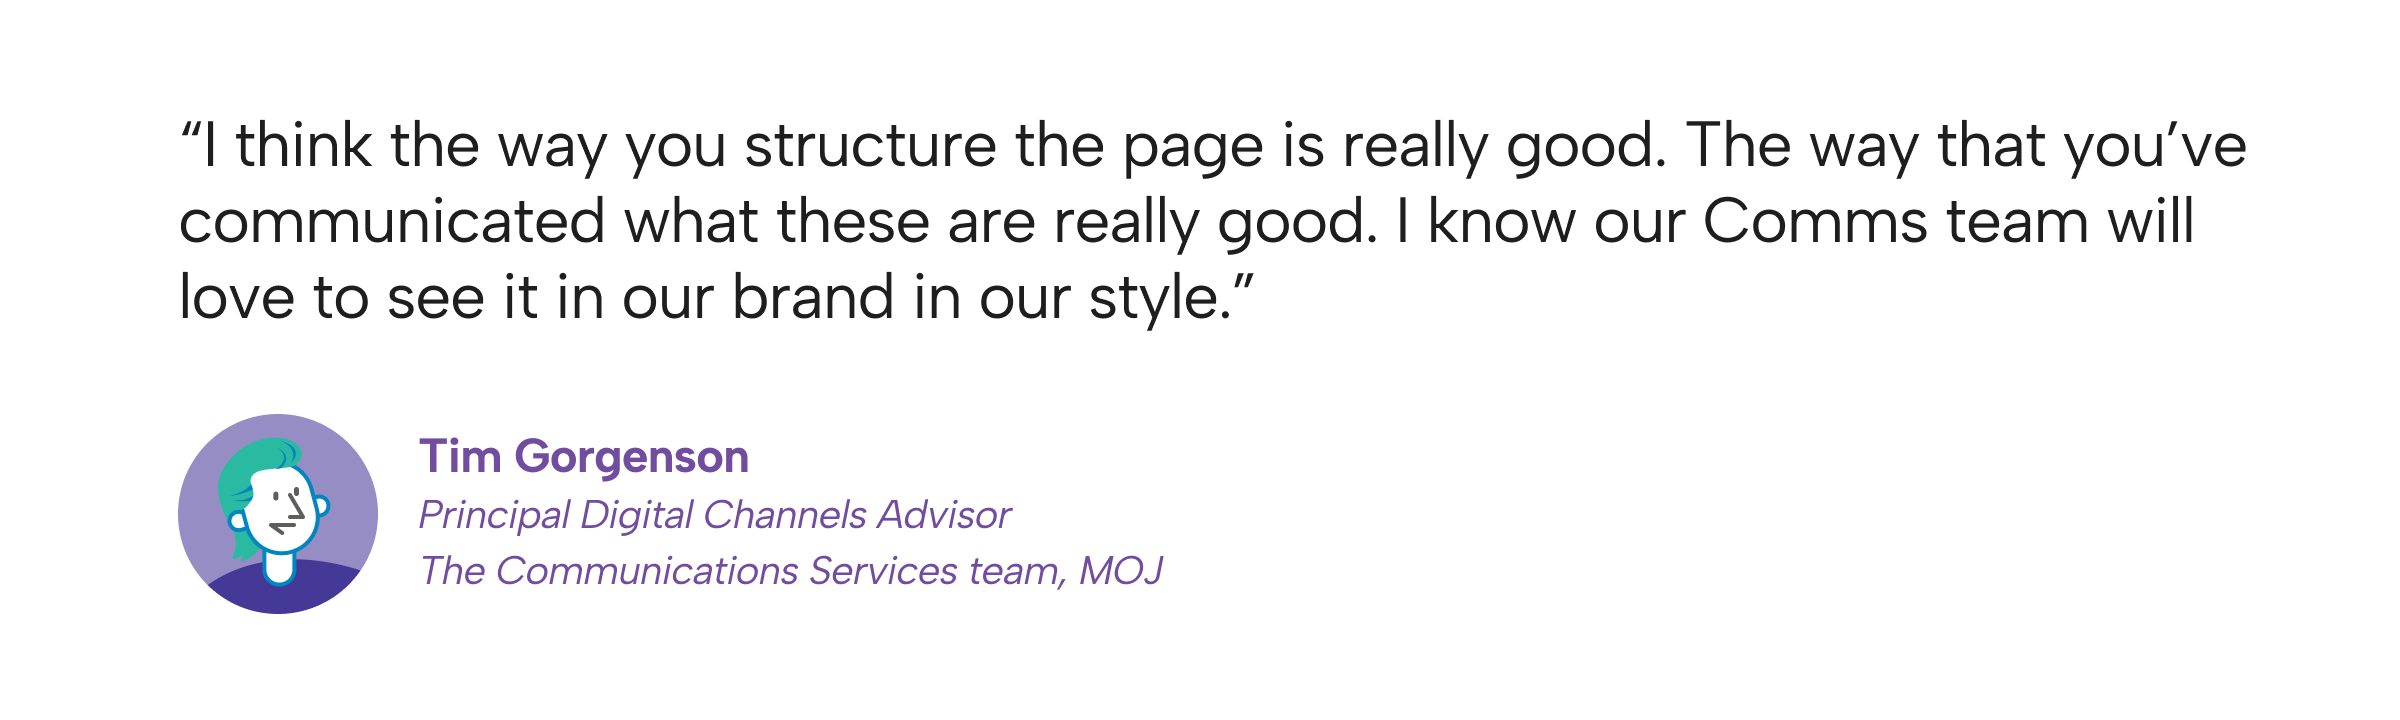 “I think the way you structure the page is really good. The way that you’ve
communicated what these are really good. I know our Comms team will
love to see it in our brand in our style.”
Tim Gorgenson
Principal Digital Channels Advisor
The Communications Services team, MOJ